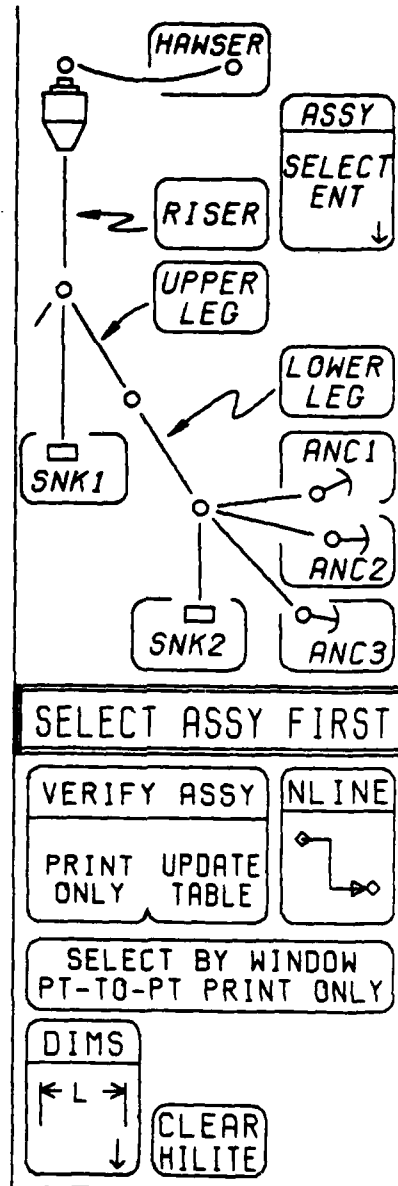 HAWSER
ASSY
SELECT
ENT
RISER
UPPER
LEG
LOWER
LEG
ANC1
SNK1
ANC2
SNK2
ANC3
SELECT ASSY FIRST
VERIFY ASSY
NLINE
PRINT UPDATE
ONLY TABLE
SELECT BY WINDOW
PT-TO-PT PRINT ONLY
DIMS
L
CLEAR
HILITE